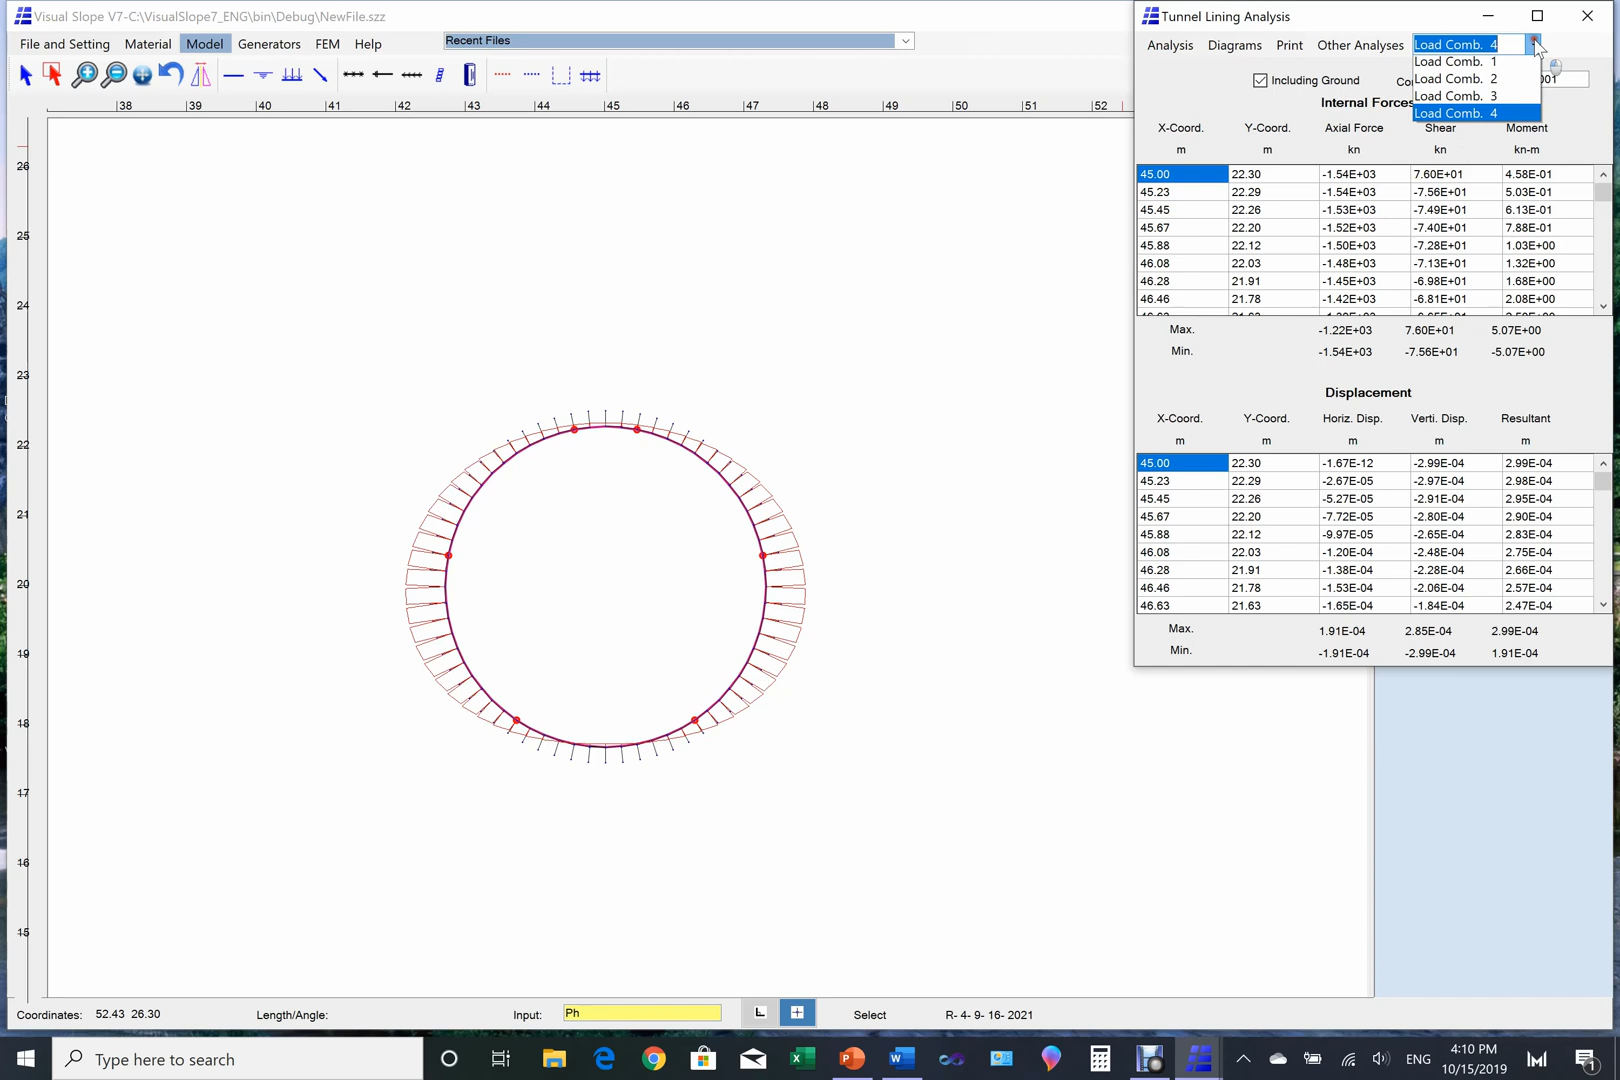 Visual Slope V7-C:\VisualSlope7_ENG\bin\Debug\NewFile.szz
File and Setting Material Model Generators FEM Help
Recent Files
38 39 40 41 42 43 44 45 46 47 48 49 50 51 52
26
25
24
23
22
21
20
19
18
17
16
15
Coordinates: 52.43 26.30 Length/Angle: Input: Ph Select R- 4- 9- 16- 2021
Tunnel Lining Analysis
Analysis Diagrams Print Other Analyses Load Comb. 4
Load Comb. 1
Load Comb. 2
Load Comb. 3
Load Comb. 4
Including Ground
Internal Forces
X-Coord. Y-Coord. Axial Force Shear Moment
m m kn kn kn-m
45.00 22.30 -1.54E+03 7.60E+01 4.58E-01
45.23 22.29 -1.54E+03 -7.56E+01 5.03E-01
45.45 22.26 -1.53E+03 -7.49E+01 6.13E-01
45.67 22.20 -1.52E+03 -7.40E+01 7.88E-01
45.88 22.12 -1.50E+03 -7.28E+01 1.03E+00
46.08 22.03 -1.48E+03 -7.13E+01 1.32E+00
46.28 21.91 -1.45E+03 -6.98E+01 1.68E+00
46.46 21.78 -1.42E+03 -6.81E+01 2.08E+00
Max. -1.22E+03 7.60E+01 5.07E+00
Min. -1.54E+03 -7.56E+01 -5.07E+00
Displacement
X-Coord. Y-Coord. Horiz. Disp. Verti. Disp. Resultant
m m m m m
45.00 22.30 -1.67E-12 -2.99E-04 2.99E-04
45.23 22.29 -2.67E-05 -2.97E-04 2.98E-04
45.45 22.26 -5.27E-05 -2.91E-04 2.95E-04
45.67 22.20 -7.72E-05 -2.80E-04 2.90E-04
45.88 22.12 -9.97E-05 -2.65E-04 2.83E-04
46.08 22.03 -1.20E-04 -2.48E-04 2.75E-04
46.28 21.91 -1.38E-04 -2.28E-04 2.66E-04
46.46 21.78 -1.53E-04 -2.06E-04 2.57E-04
46.63 21.63 -1.65E-04 -1.84E-04 2.47E-04
Max. 1.91E-04 2.85E-04 2.99E-04
Min. -1.91E-04 -2.99E-04 1.91E-04
Type here to search
ENG
4:10 PM
10/15/2019
1